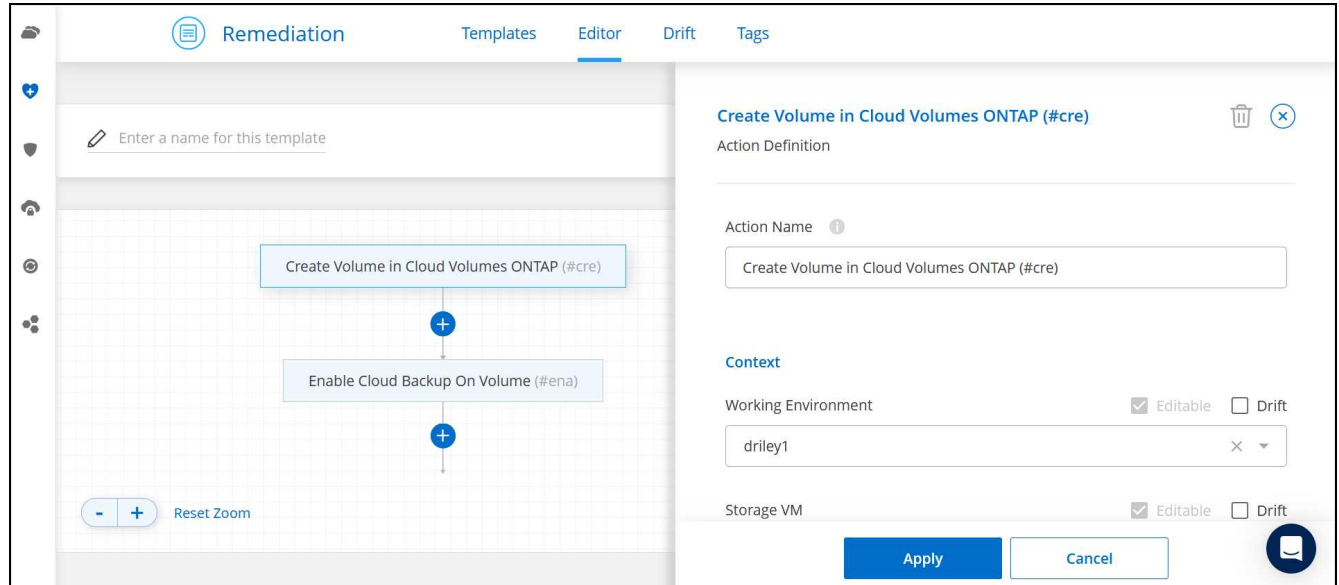 Remediation
Templates
Editor
Drift
Tags
Enter a name for this template
Create Volume in Cloud Volumes ONTAP (#cre)
Enable Cloud Backup On Volume (#ena)
- +
Reset Zoom
Create Volume in Cloud Volumes ONTAP (#cre)
Action Definition
Action Name
Create Volume in Cloud Volumes ONTAP (#cre)
Context
Working Environment
Editable
Drift
driley1
Storage VM
Editable
Drift
Apply
Cancel